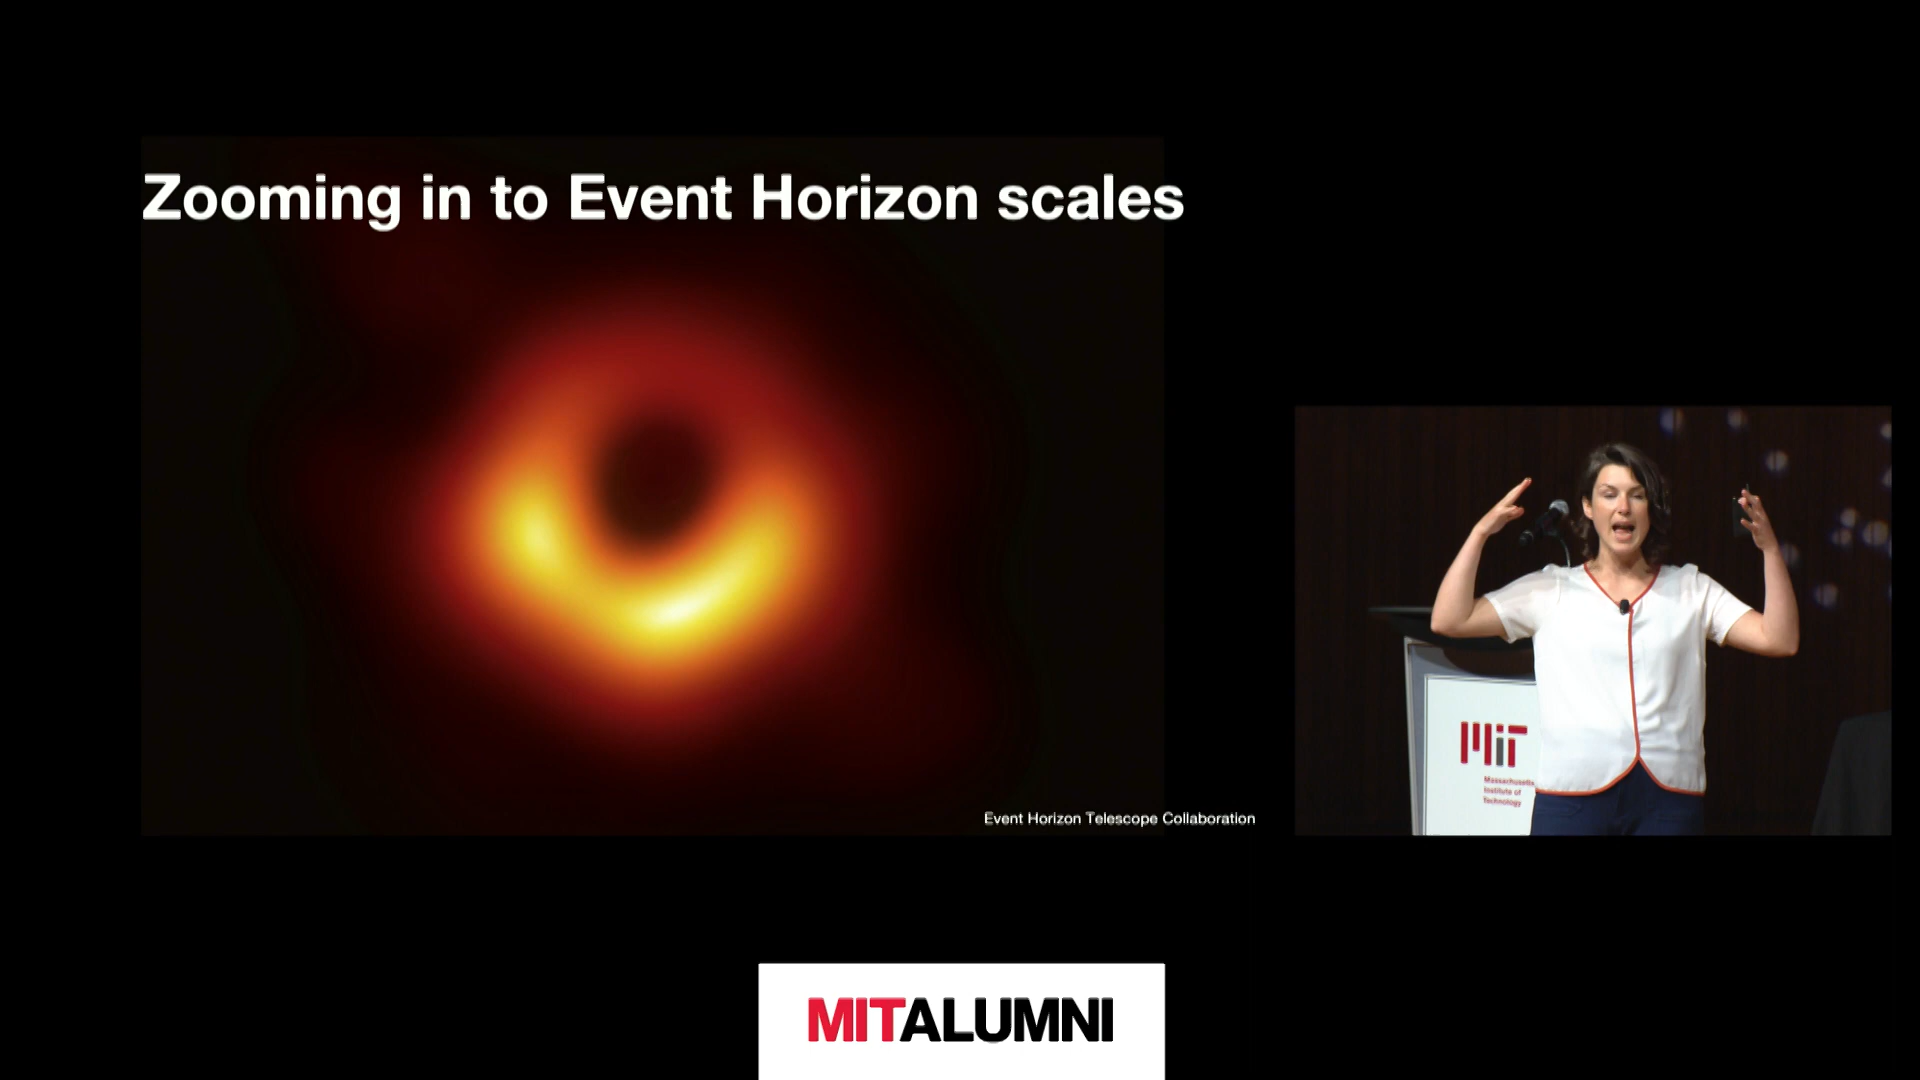 Zooming in to Event Horizon scales
Event Horizon Telescope Collaboration
MIT
Massachusetts
Institute of
Technology
MITALUMNI